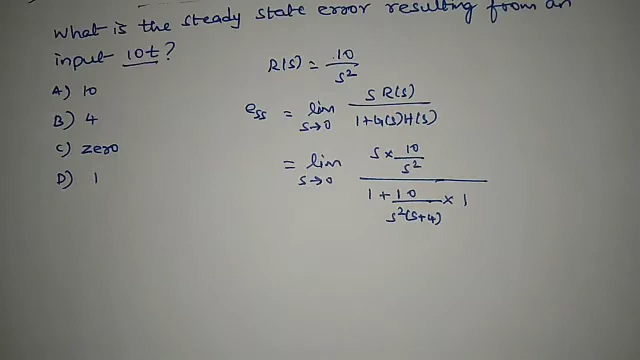 What is the steady state error resulting from an
input 10t?
A) 10
B) 4
C) zero
D) 1
R(s) = 10/s²
ess = lim s→0 sR(s)/1+G(s)H(s)
= lim s→0 s × 10/s² / 1 + 10/s²(s+4) × 1